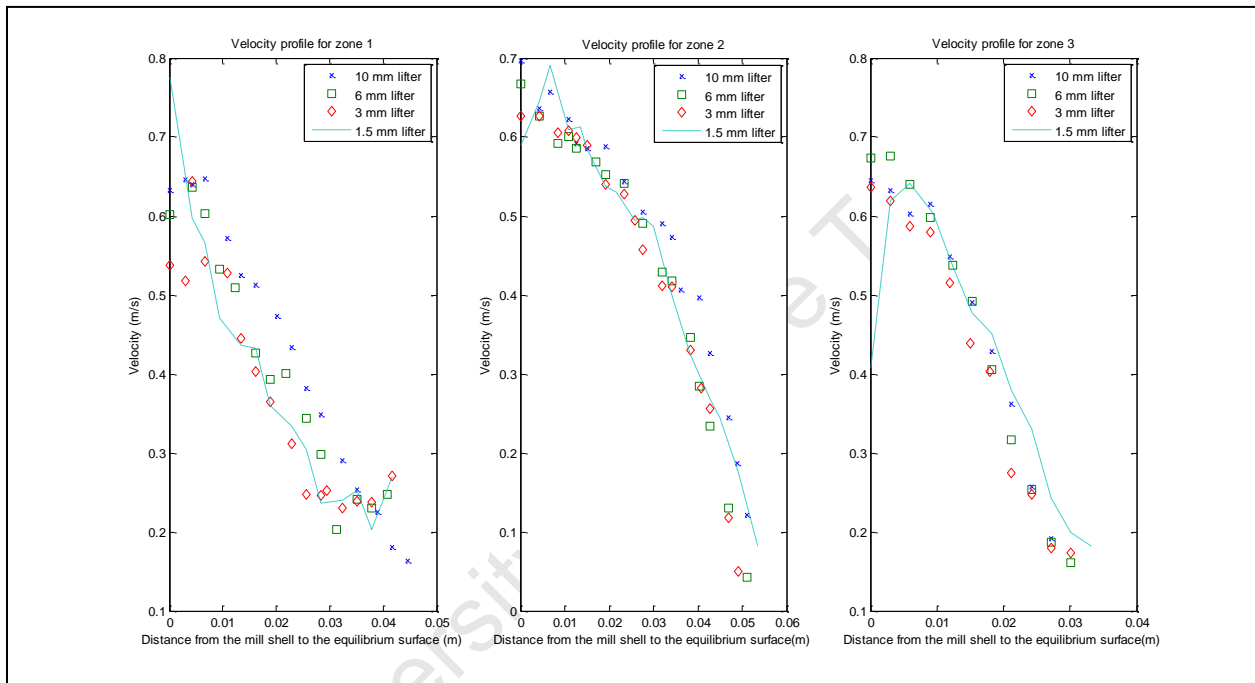 Velocity profile for zone 1
0.8
0.7
0.6
0.5
0.4
0.3
0.2
0.1
0
0.01
0.02
0.03
0.04
0.05
Velocity (m/s)
Distance from the mill shell to the equilibrium surface (m)
10 mm lifter
6 mm lifter
3 mm lifter
1.5 mm lifter
Velocity profile for zone 2
0.7
0.6
0.5
0.4
0.3
0.2
0.1
0
0
0.01
0.02
0.03
0.04
0.05
0.06
Velocity (m/s)
Distance from the mill shell to the equilibrium surface(m)
10 mm lifter
6 mm lifter
3 mm lifter
1.5 mm lifter
Velocity profile for zone 3
0.8
0.7
0.6
0.5
0.4
0.3
0.2
0.1
0
0.01
0.02
0.03
0.04
Velocity (m/s)
Distance from the mill shell to the equilibrium surface(m)
10 mm lifter
6 mm lifter
3 mm lifter
1.5 mm lifter